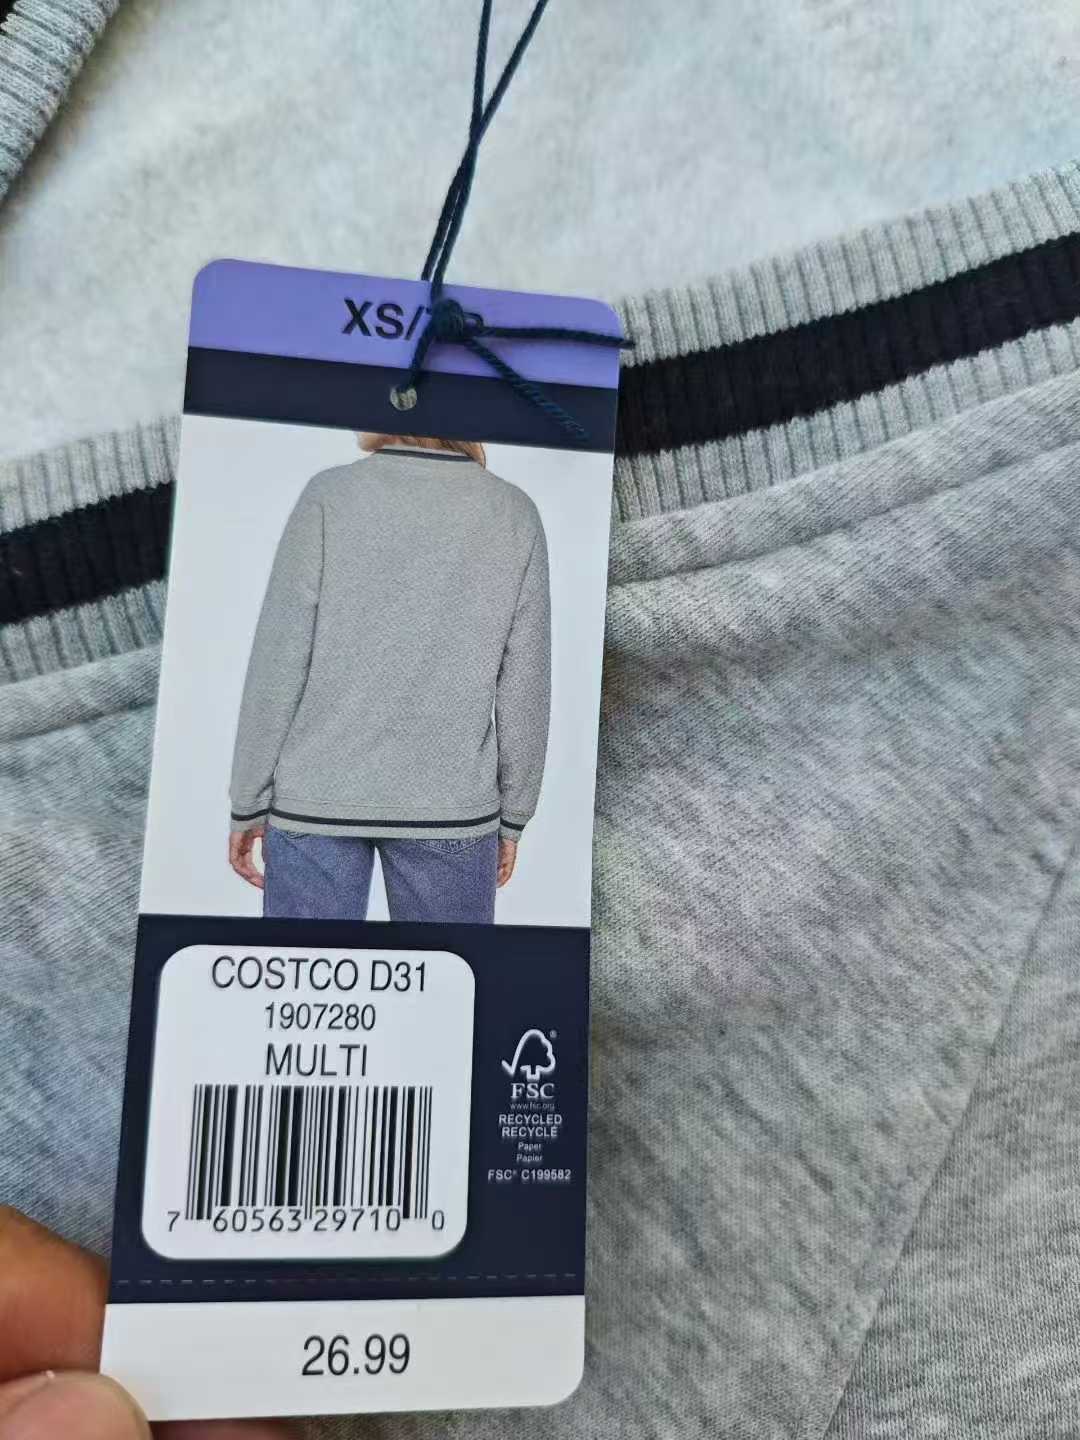 XS/
COSTCO D31
1907280
MULTI
7 60563 29710 0
FSC®
www.fsc.org
RECYCLED
RECYCLÉ
Paper
Papier
FSC® C199582
26.99